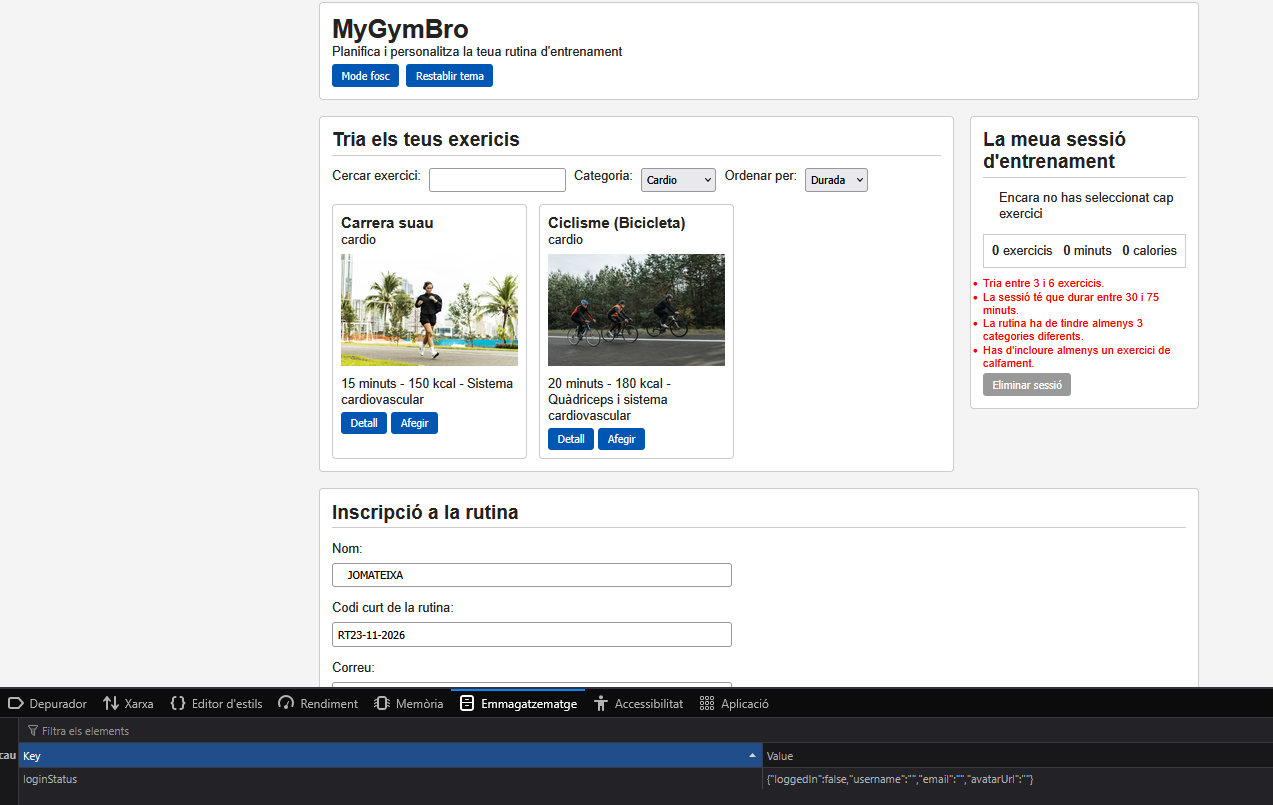 MyGymBro
Planifica i personalitza la teua rutina d'entrenament
Mode fosc Restablir tema
Tria els teus exericis
Cercar exercici: Categoria: Cardio Ordenar per: Durada
Carrera suau
cardio
15 minuts - 150 kcal - Sistema
cardiovascular
Detall Afegir
Ciclisme (Bicicleta)
cardio
20 minuts - 180 kcal -
Quàdriceps i sistema
cardiovascular
Detall Afegir
La meua sessió
d'entrenament
Encara no has seleccionat cap
exercici
0 exercicis 0 minuts 0 calories
Tria entre 3 i 6 exercicis.
La sessió té que durar entre 30 i 75
minuts.
La rutina ha de tindre almenys 3
categories diferents.
Has d'incloure almenys un exercici de
calfament.
Eliminar sessió
Inscripció a la rutina
Nom:
JOMATEIXA
Codi curt de la rutina:
RT23-11-2026
Correu:
Depurador Xarxa Editor d'estils Rendiment Memòria Emmagatzematge Accessibilitat Aplicació
Filtra els elements
cau Key Value
loginStatus {"loggedIn":false,"username":"","email":"","avatarUrl":""}